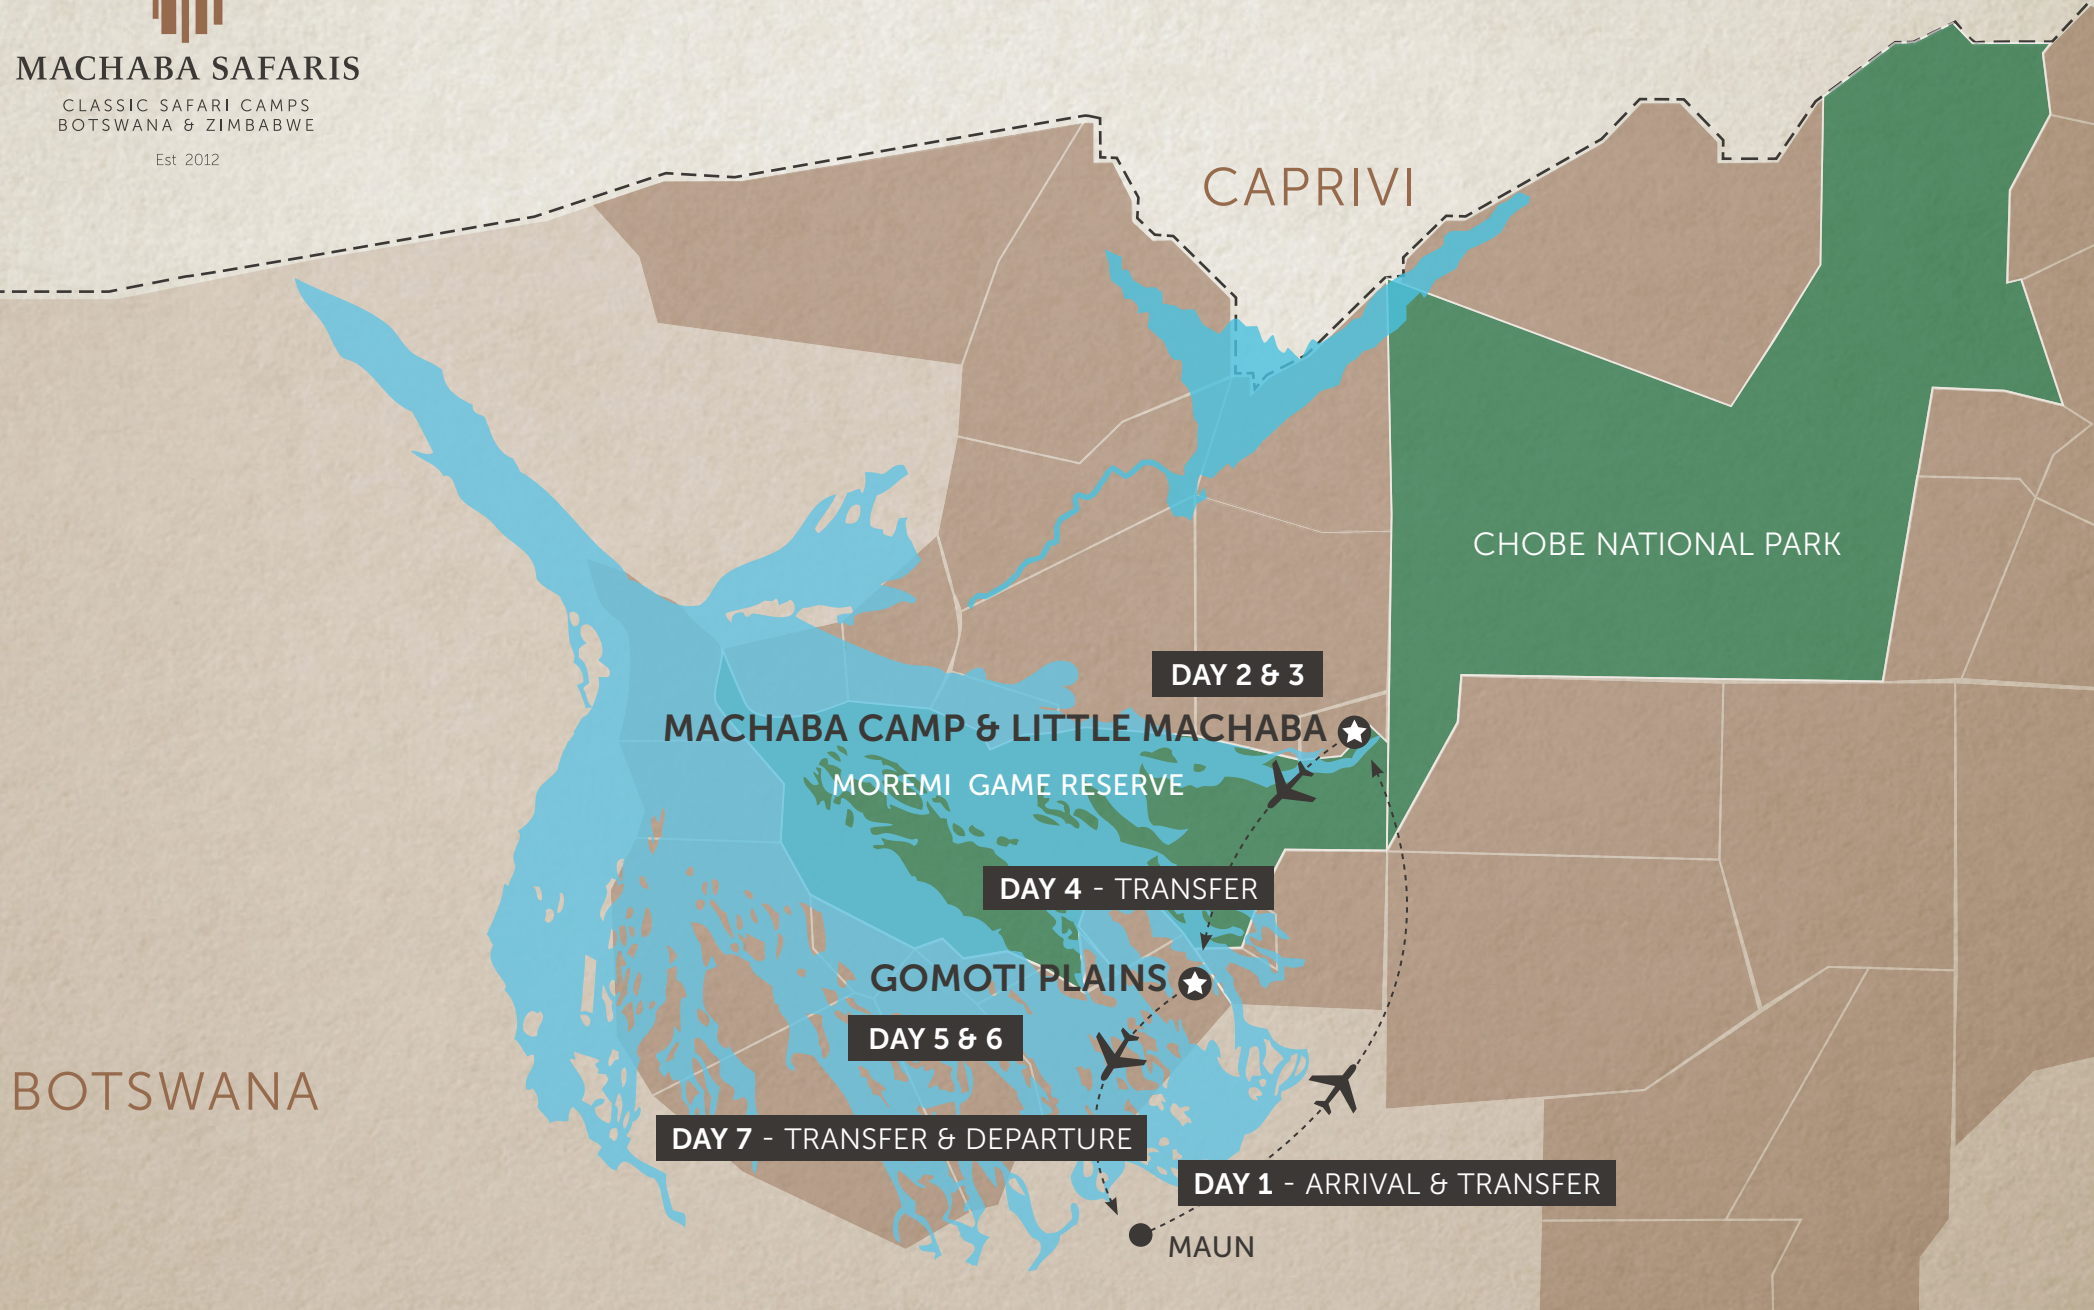 MACHABA SAFARIS
CLASSIC SAFARI CAMPS
BOTSWANA & ZIMBABWE
Est 2012
CAPRIVI
CHOBE NATIONAL PARK
DAY 2 & 3
MACHABA CAMP & LITTLE MACHABA
MOREMI GAME RESERVE
DAY 4 - TRANSFER
GOMOTI PLAINS
DAY 5 & 6
BOTSWANA
DAY 7 - TRANSFER & DEPARTURE
DAY 1 - ARRIVAL & TRANSFER
MAUN